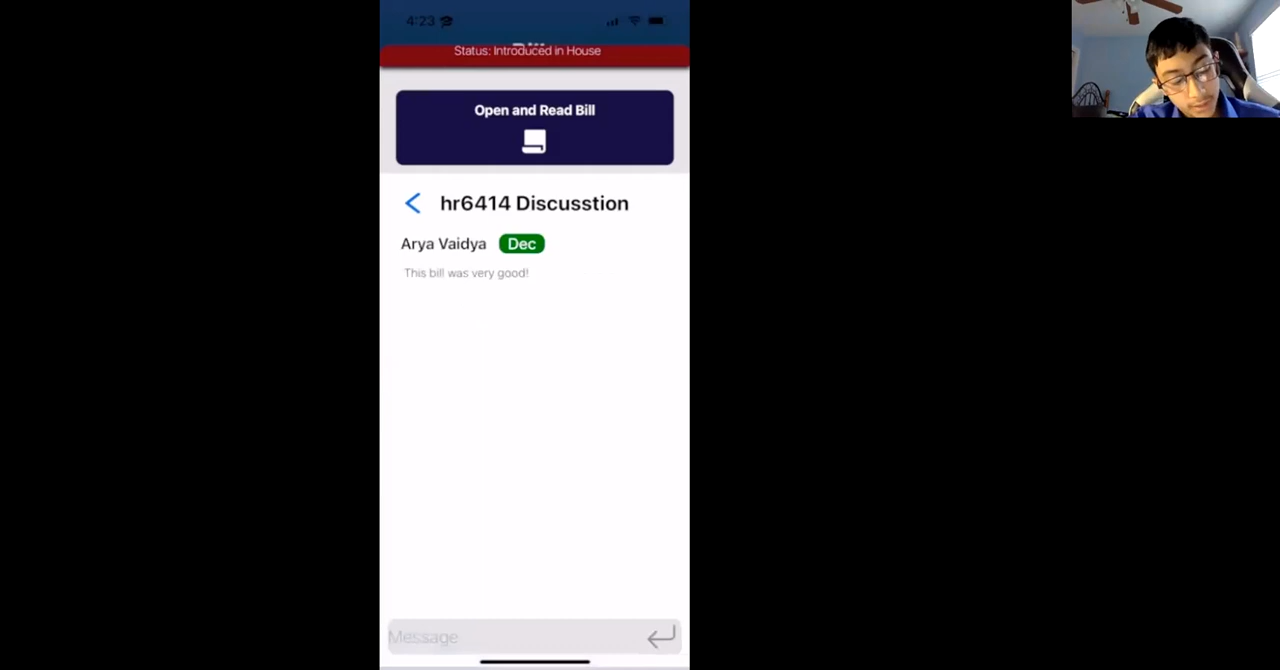 4:23
Status: Introduced in House
Open and Read Bill
hr6414 Discusstion
Arya Vaidya Dec
This bill was very good!
Message